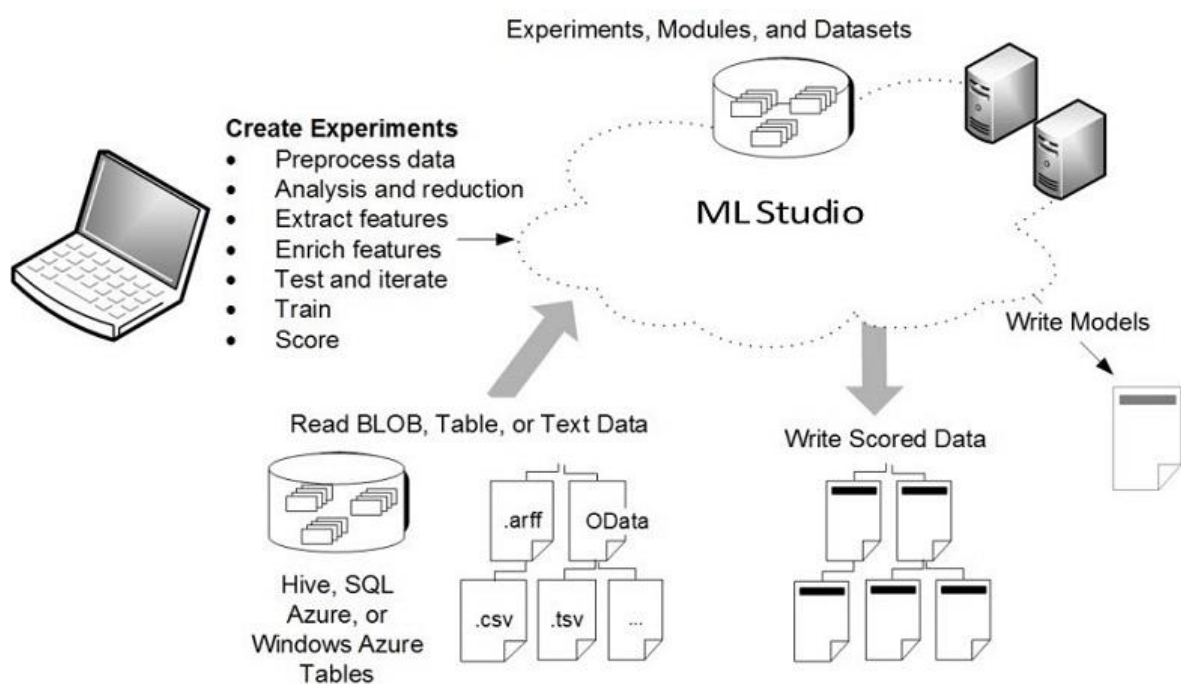 Experiments, Modules, and Datasets
Create Experiments
• Preprocess data
• Analysis and reduction
• Extract features
• Enrich features
• Test and iterate
• Train
• Score
ML Studio
Write Models
Read BLOB, Table, or Text Data
Write Scored Data
.arff
OData
.csv
.tsv
...
Hive, SQL
Azure, or
Windows Azure
Tables